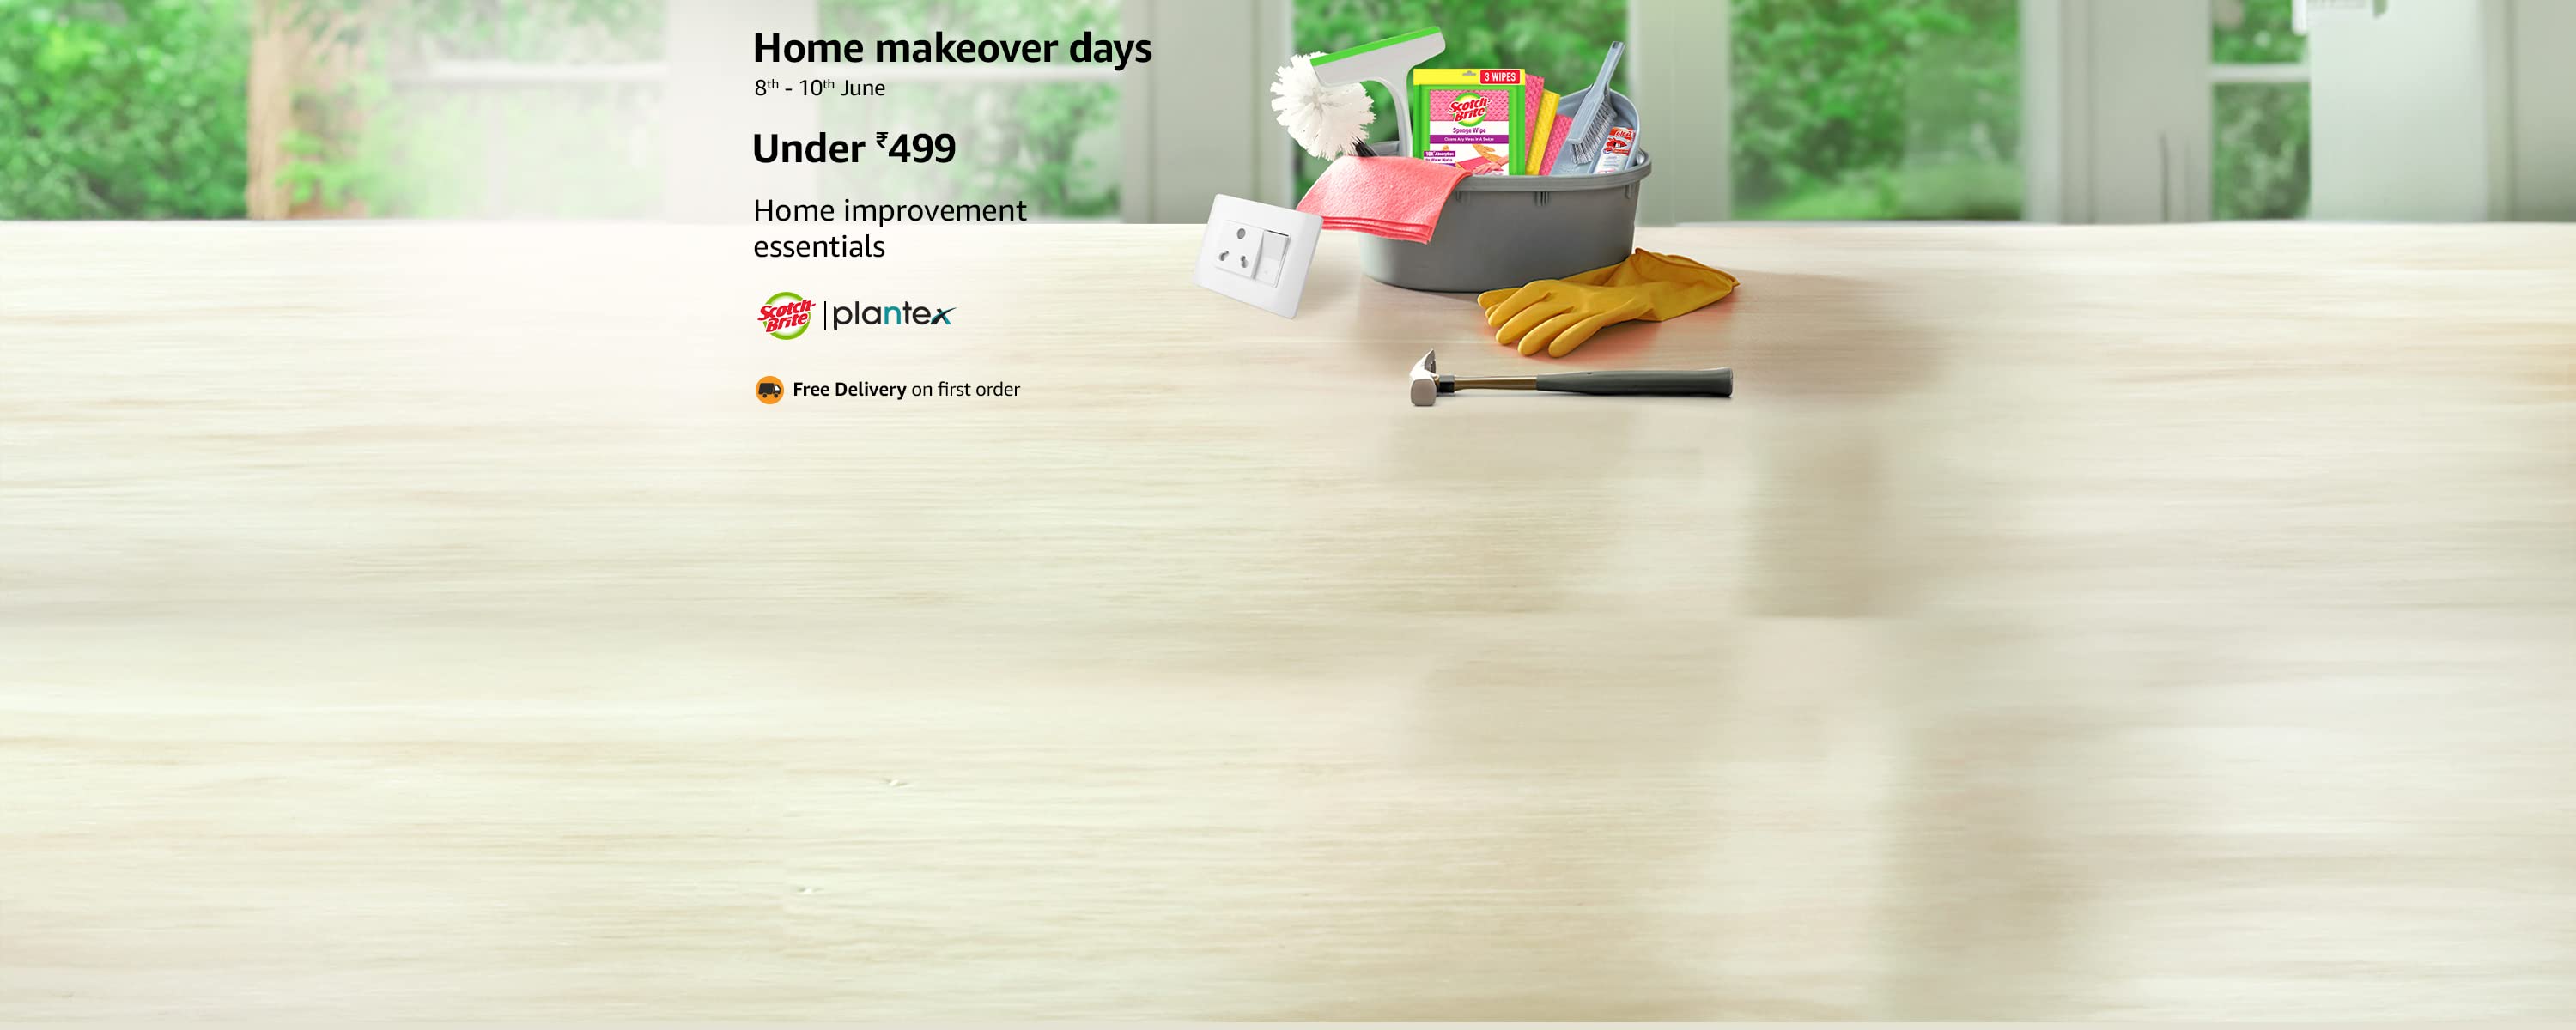 Home makeover days
8th - 10th June
Under ₹499
Home improvement
essentials
Scotch-Brite | plantex
Free Delivery on first order
3 WIPES
Scotch
Brite
Sponge Wipe